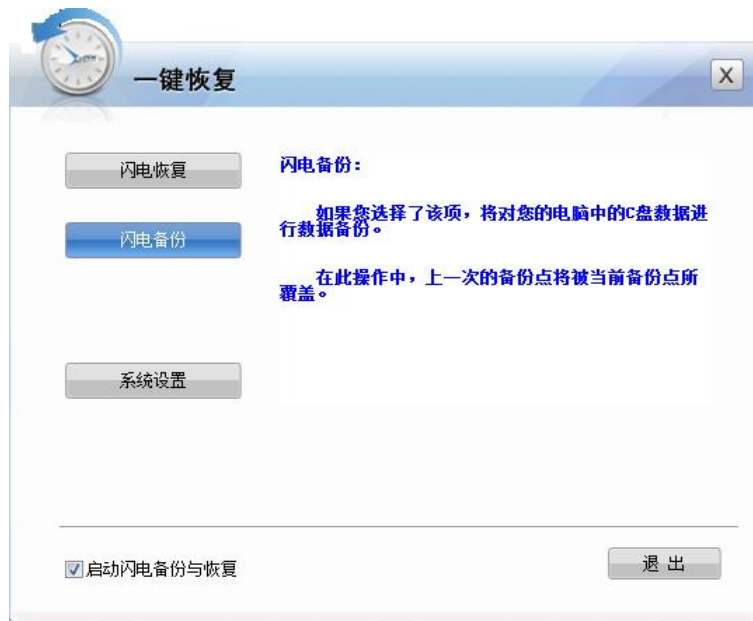 一键恢复
X
闪电恢复
闪电备份
系统设置
闪电备份：
如果您选择了该项，将对您的电脑中的C盘数据进
行数据备份。
在此操作中，上一次的备份点将被当前备份点所
覆盖。
启动闪电备份与恢复
退 出